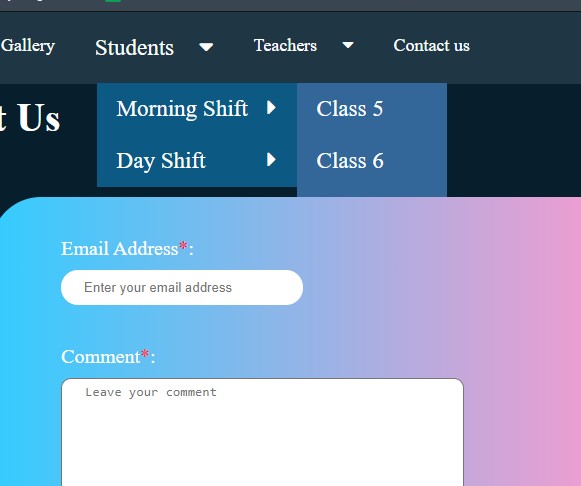 Gallery
Students
Teachers
Contact us
Us
Morning Shift
Class 5
Day Shift
Class 6
Email Address*:
Enter your email address
Comment*:
Leave your comment